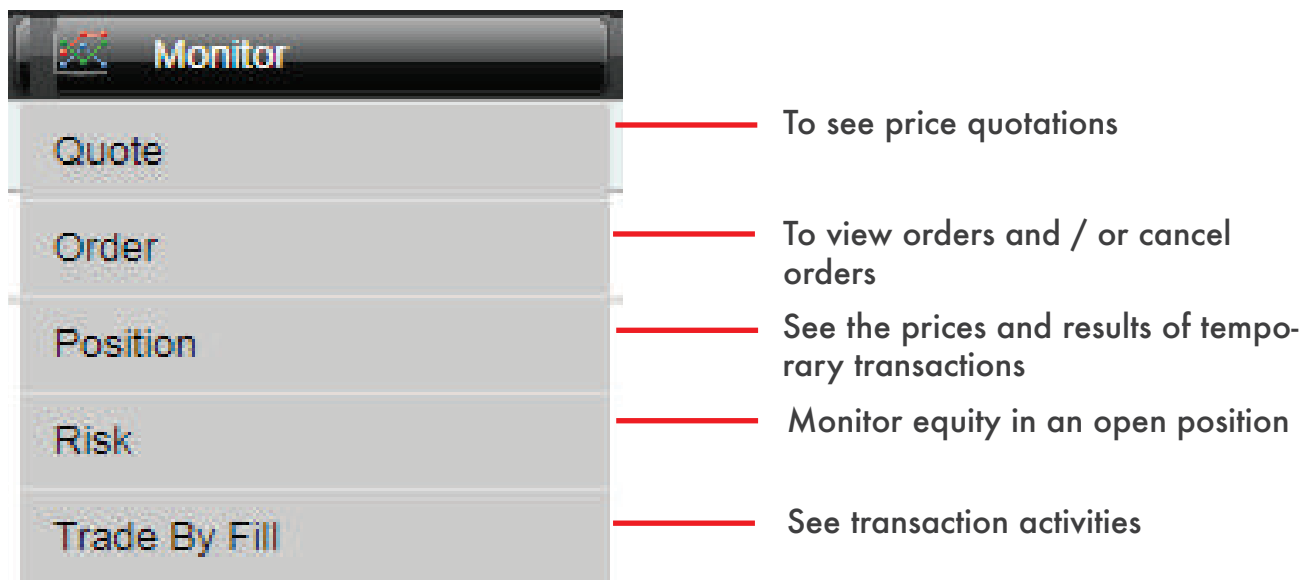 Monitor
Quote
To see price quotations
Order
To view orders and / or cancel
orders
Position
See the prices and results of tempo-
rary transactions
Risk
Monitor equity in an open position
Trade By Fill
See transaction activities